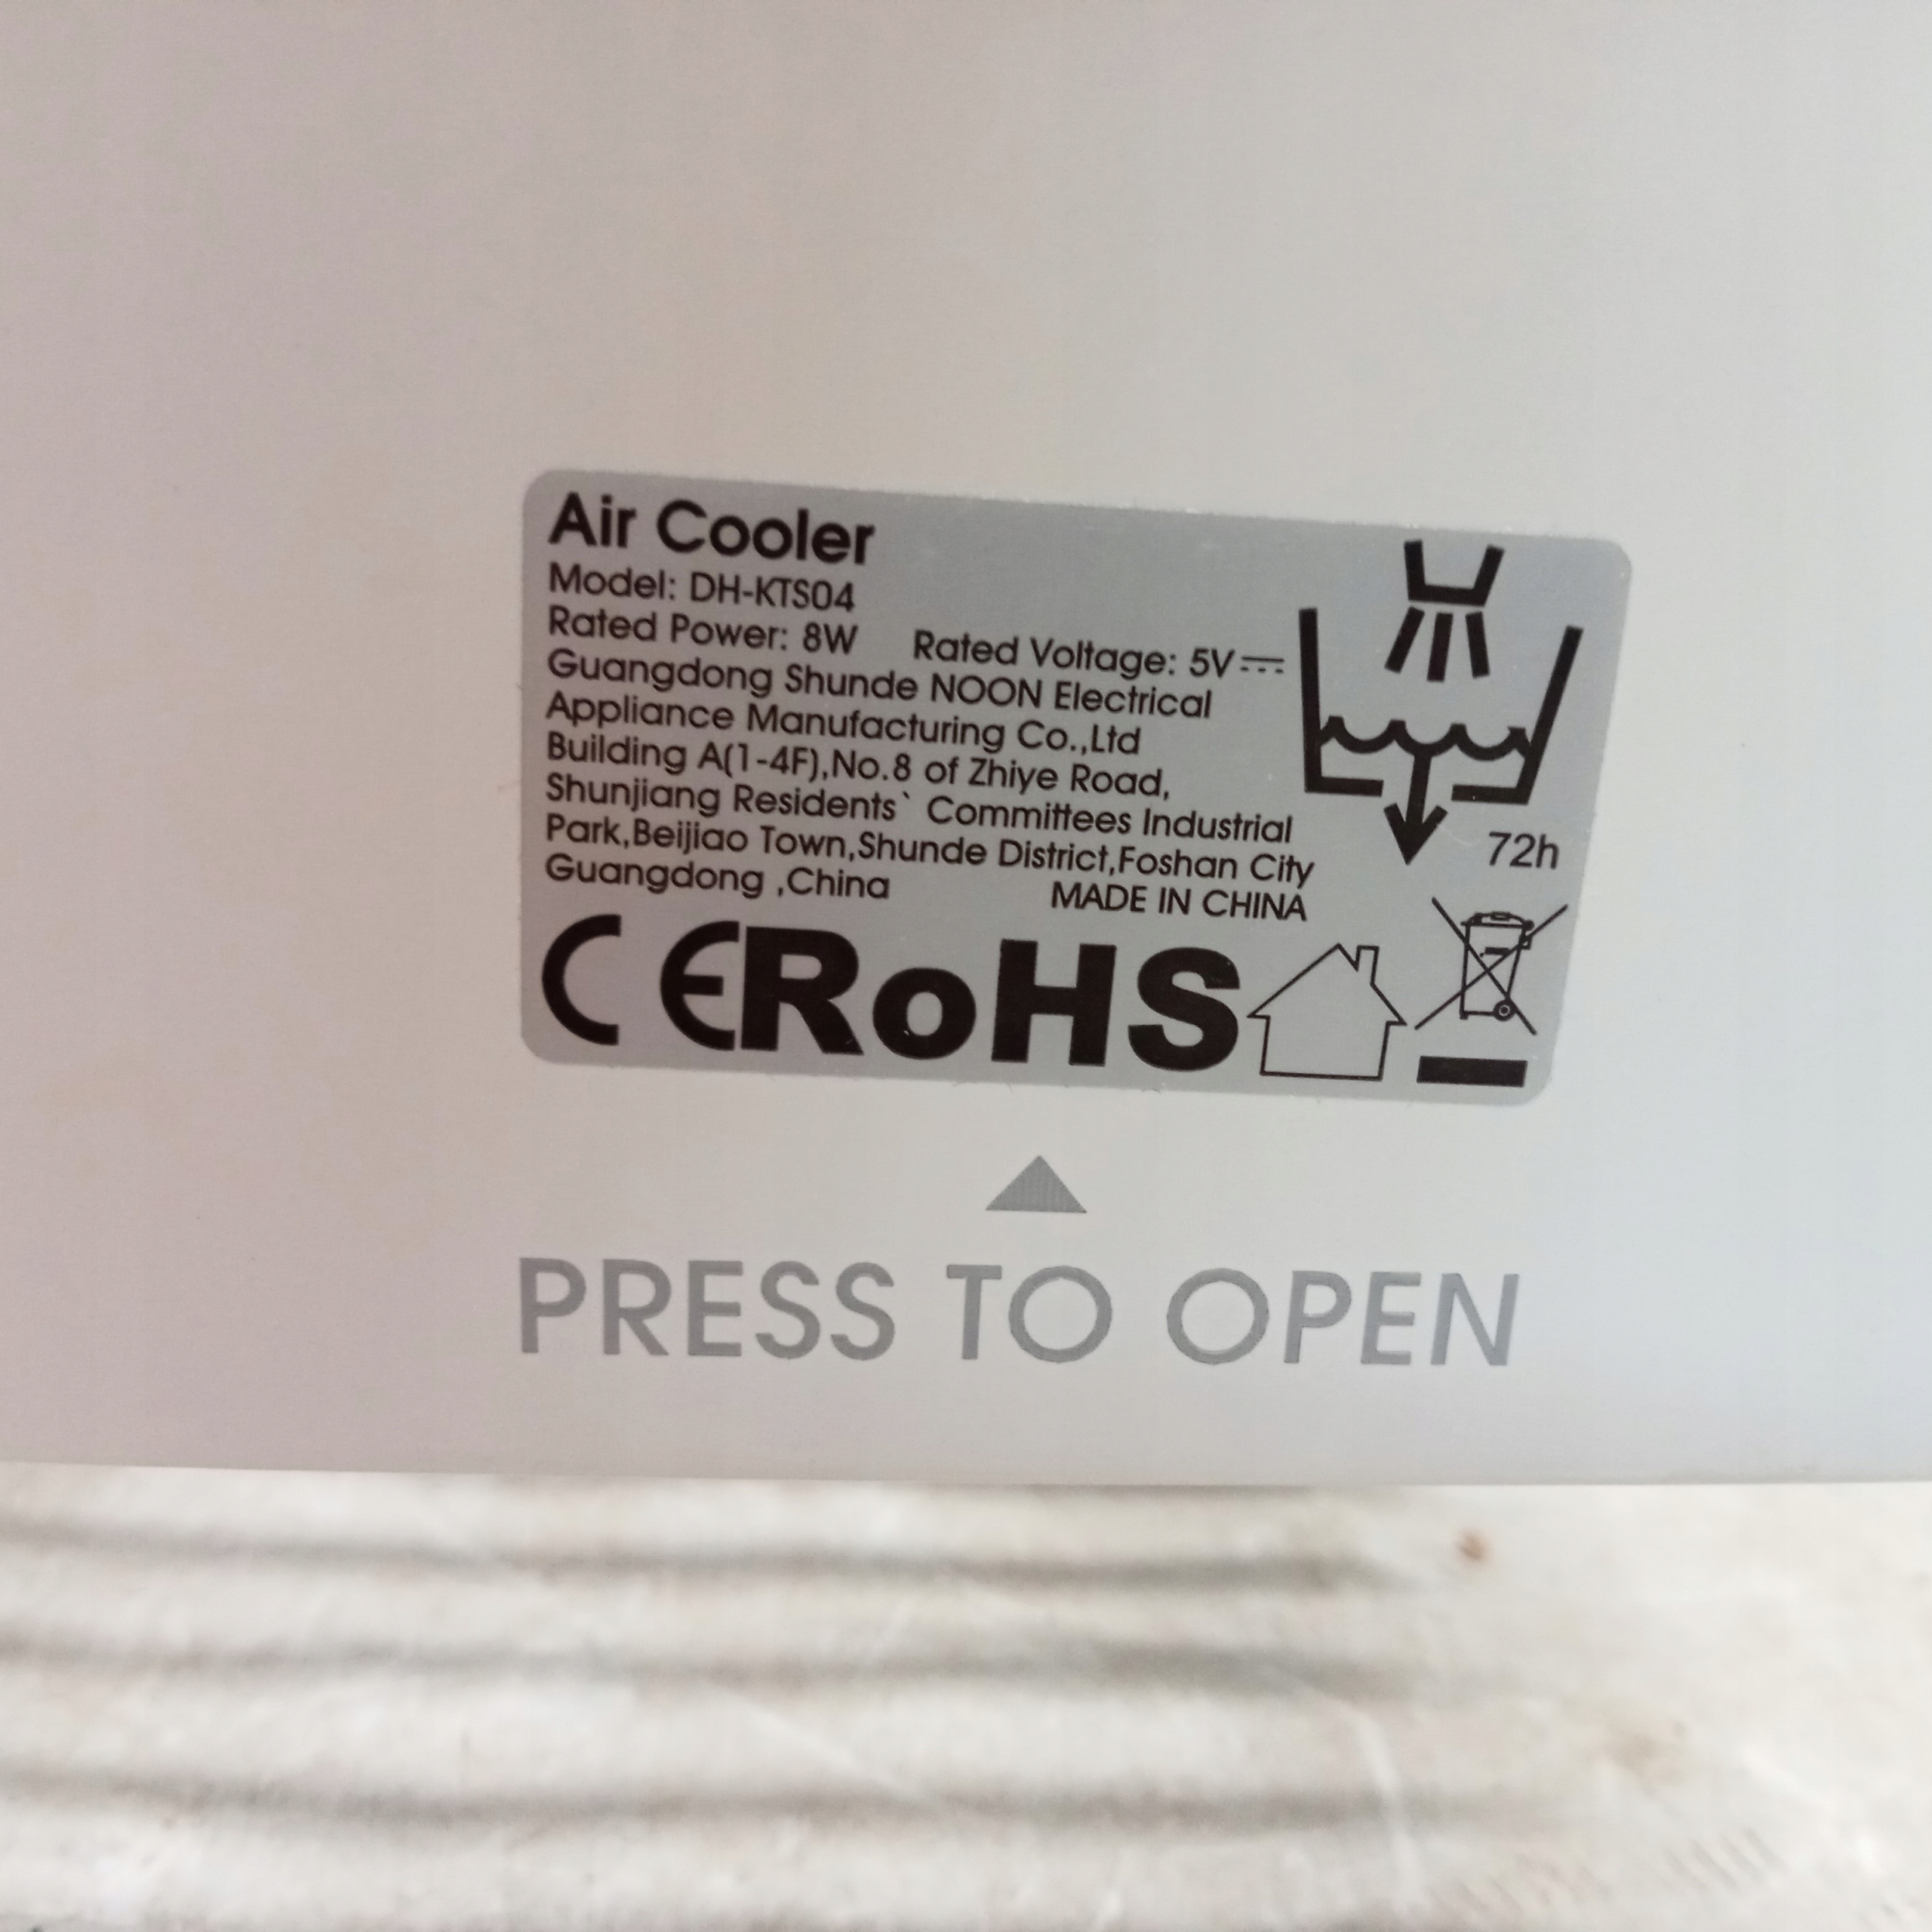 Air Cooler
Model: DH-KTS04
Rated Power: 8W Rated Voltage: 5V⎓
Guangdong Shunde NOON Electrical
Appliance Manufacturing Co.,Ltd
Building A(1-4F),No.8 of Zhiye Road,
Shunjiang Residents` Committees Industrial
Park,Beijiao Town,Shunde District,Foshan City
Guangdong ,China MADE IN CHINA
72h
CE RoHS
PRESS TO OPEN